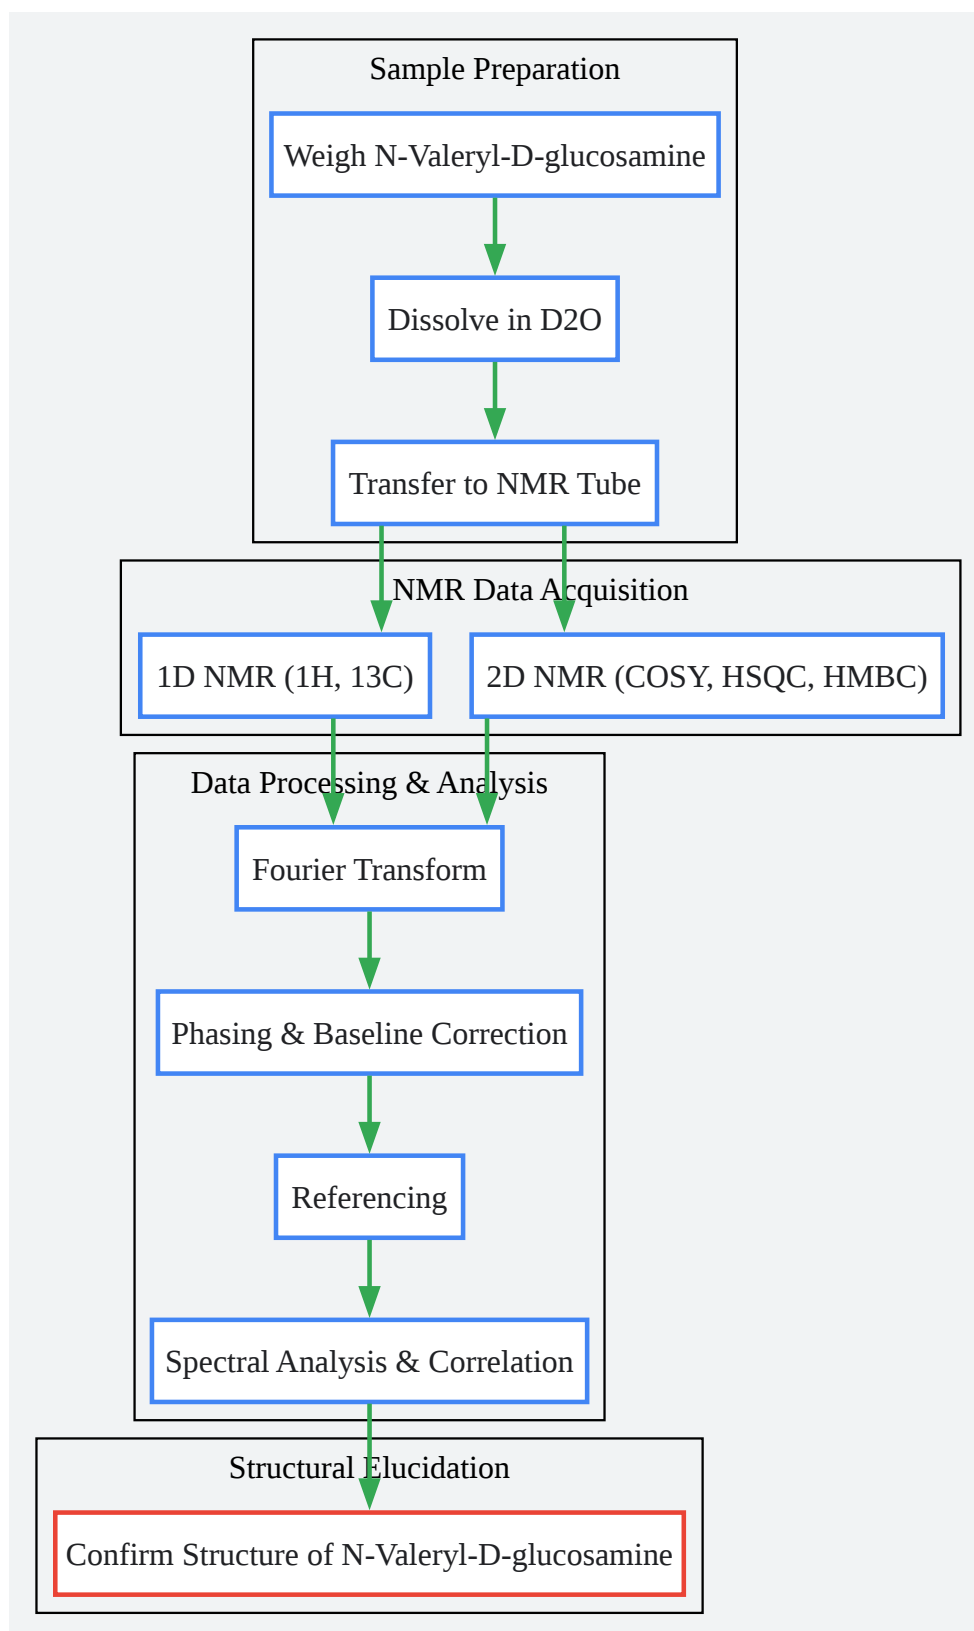 Sample Preparation
Weigh N-Valeryl-D-glucosamine
Dissolve in D2O
Transfer to NMR Tube
NMR Data Acquisition
1D NMR (1H, 13C)
2D NMR (COSY, HSQC, HMBC)
Data Processing & Analysis
Fourier Transform
Phasing & Baseline Correction
Referencing
Spectral Analysis & Correlation
Structural Elucidation
Confirm Structure of N-Valeryl-D-glucosamine